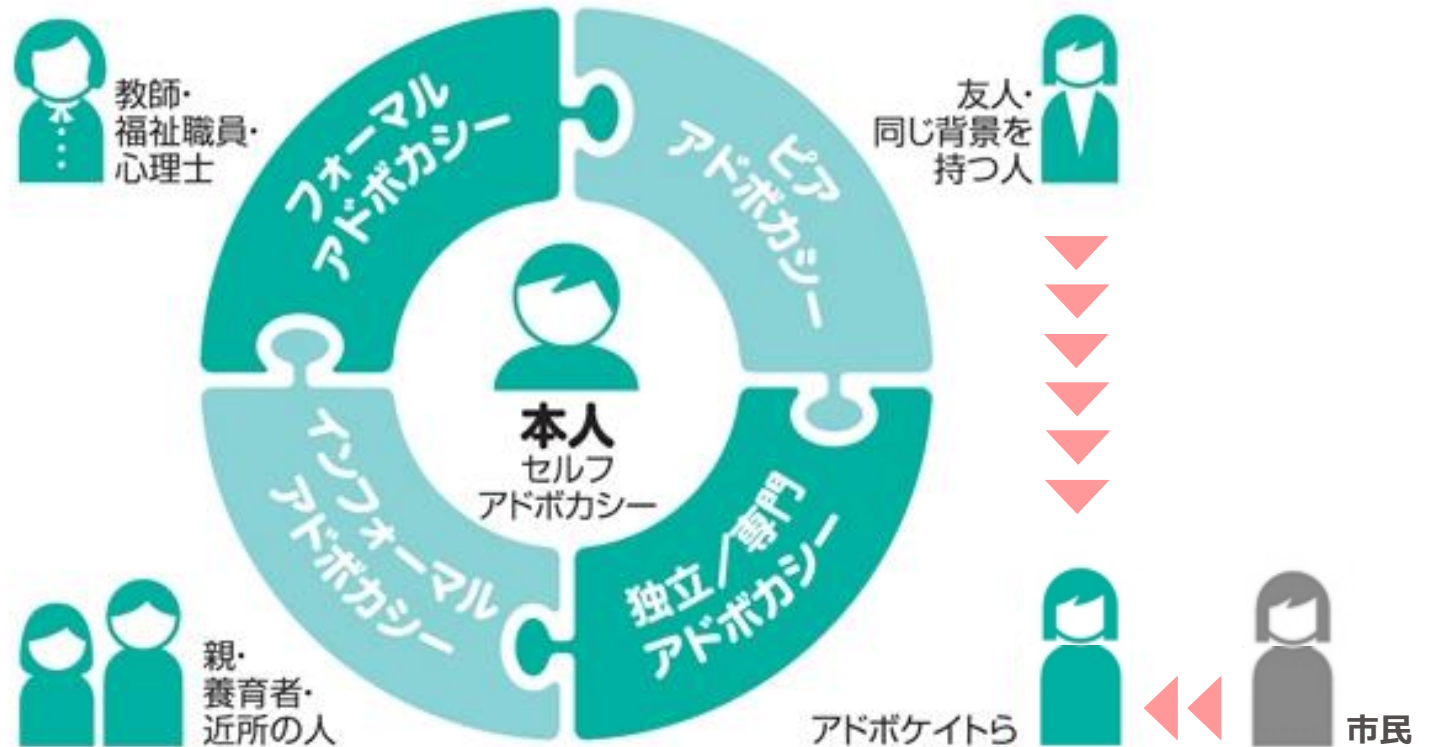 教師・
福祉職員・
心理士
フォーマル
アドボカシー
ピア
アドボカシー
友人・
同じ背景を
持つ人
本人
セルフ
アドボカシー
インフォーマル
アドボカシー
独立／専門
アドボカシー
親・
養育者・
近所の人
アドボケイトら
市民